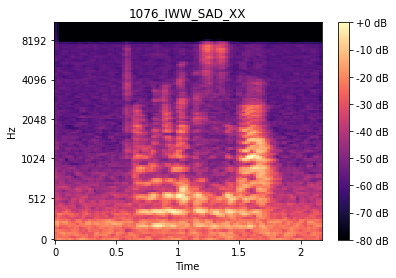 1076_IWW_SAD_XX
+0 dB
8192
-10 dB
4096
-20 dB
-30 dB
2048
Hz
-40 dB
1024
-50 dB
512
-60 dB
-70 dB
0
-80 dB
0
0.5
1
1.5
2
Time